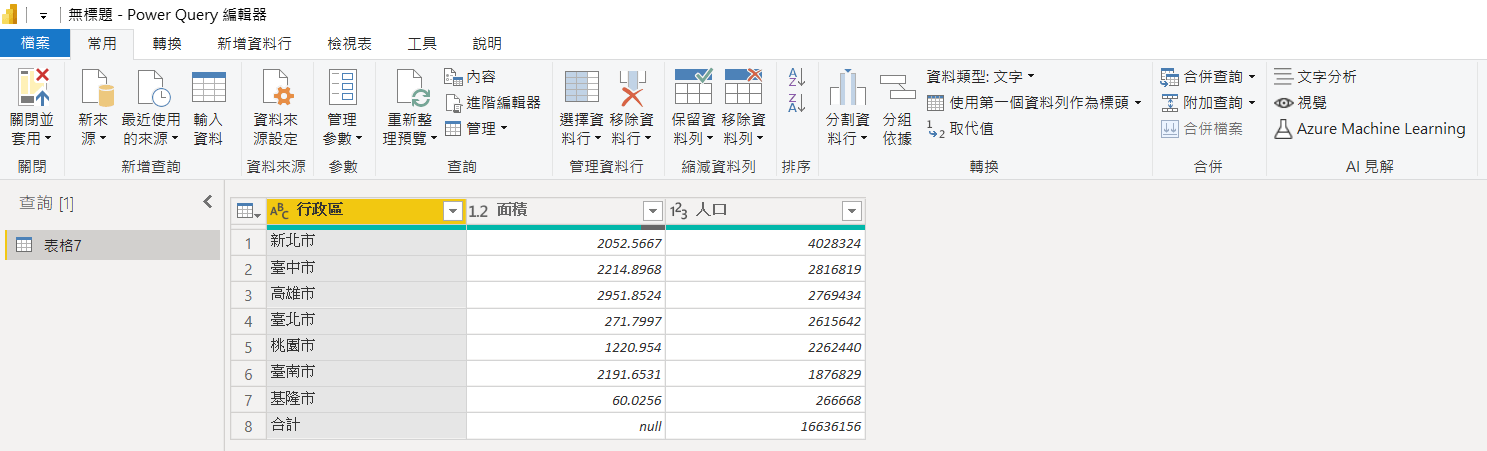 無標題 - Power Query 編輯器
檔案 常用 轉換 新增資料行 檢視表 工具 說明
關閉並套用 新來源 最近使用的來源 輸入資料 資料來源設定 管理參數 重新整理預覽 內容 進階編輯器 管理 選擇資料行 移除資料行 保留資料列 移除資料列 分割資料行 分組依據 資料類型: 文字 使用第一個資料列作為標頭 取代值 合併查詢 附加查詢 合併檔案 文字分析 視覺 Azure Machine Learning
關閉 新增查詢 資料來源 參數 查詢 管理資料行 縮減資料列 排序 轉換 合併 AI 見解
查詢 [1]
表格7
ABC 行政區 1.2 面積 123 人口
1 新北市 2052.5667 4028324
2 臺中市 2214.8968 2816819
3 高雄市 2951.8524 2769434
4 臺北市 271.7997 2615642
5 桃園市 1220.954 2262440
6 臺南市 2191.6531 1876829
7 基隆市 60.0256 266668
8 合計 null 16636156